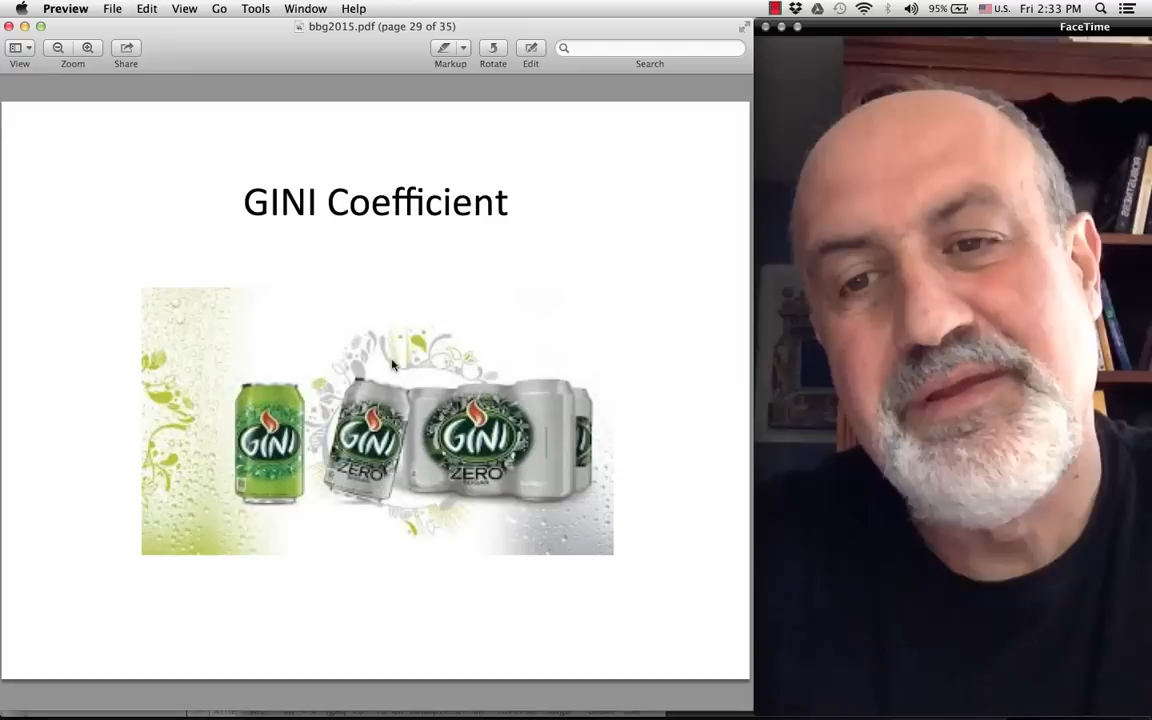 Preview File Edit View Go Tools Window Help
95% U.S. Fri 2:33 PM
bbg2015.pdf (page 29 of 35)
FaceTime
View Zoom Share Markup Rotate Edit Search
GINI Coefficient
GINI
GINI
ZERO
GINI
ZERO